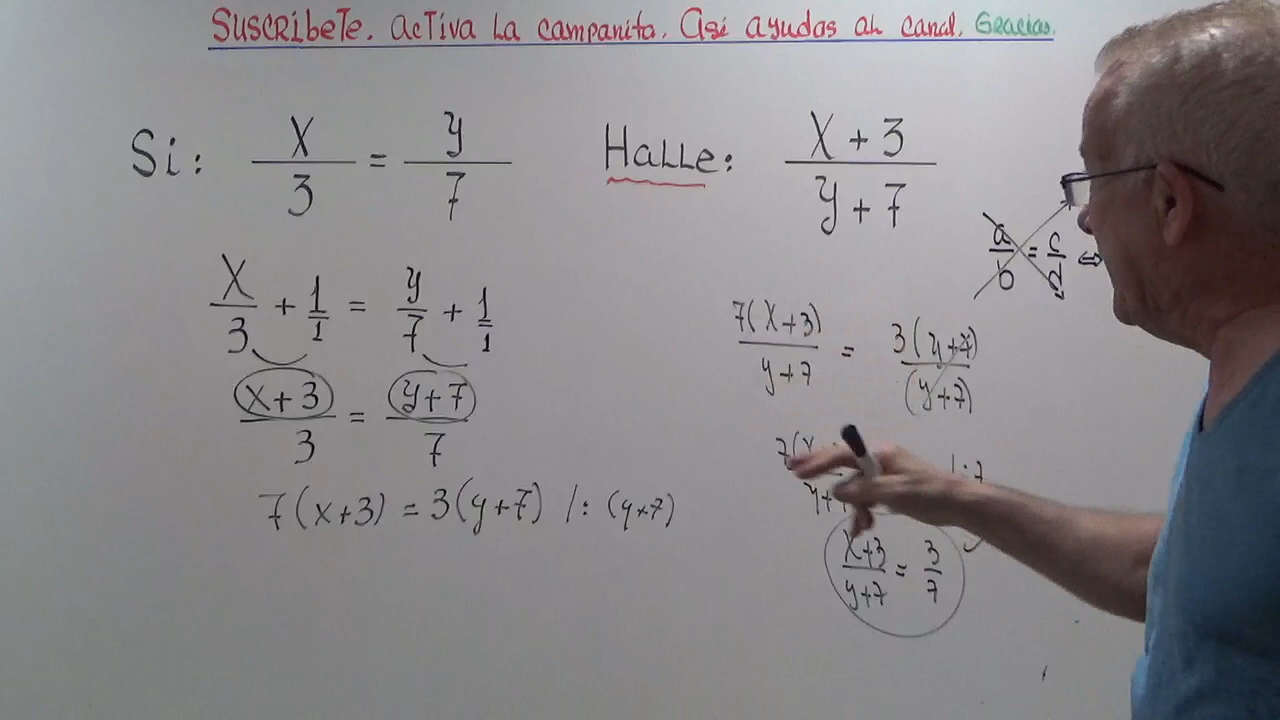 Suscribete. activa la campanita. Asi ayudas al canal. Gracias.
Si: x/3 = y/7 Halle: x+3/y+7
a/b = c/d ⇔
x/3 + 1/1 = y/7 + 1/1
7(x+3)/y+7 = 3(y+7)/(y+7)
(x+3)/3 = (y+7)/7
7(x+3) = 3(y+7) /: (y+7)
x+3/y+7 = 3/7